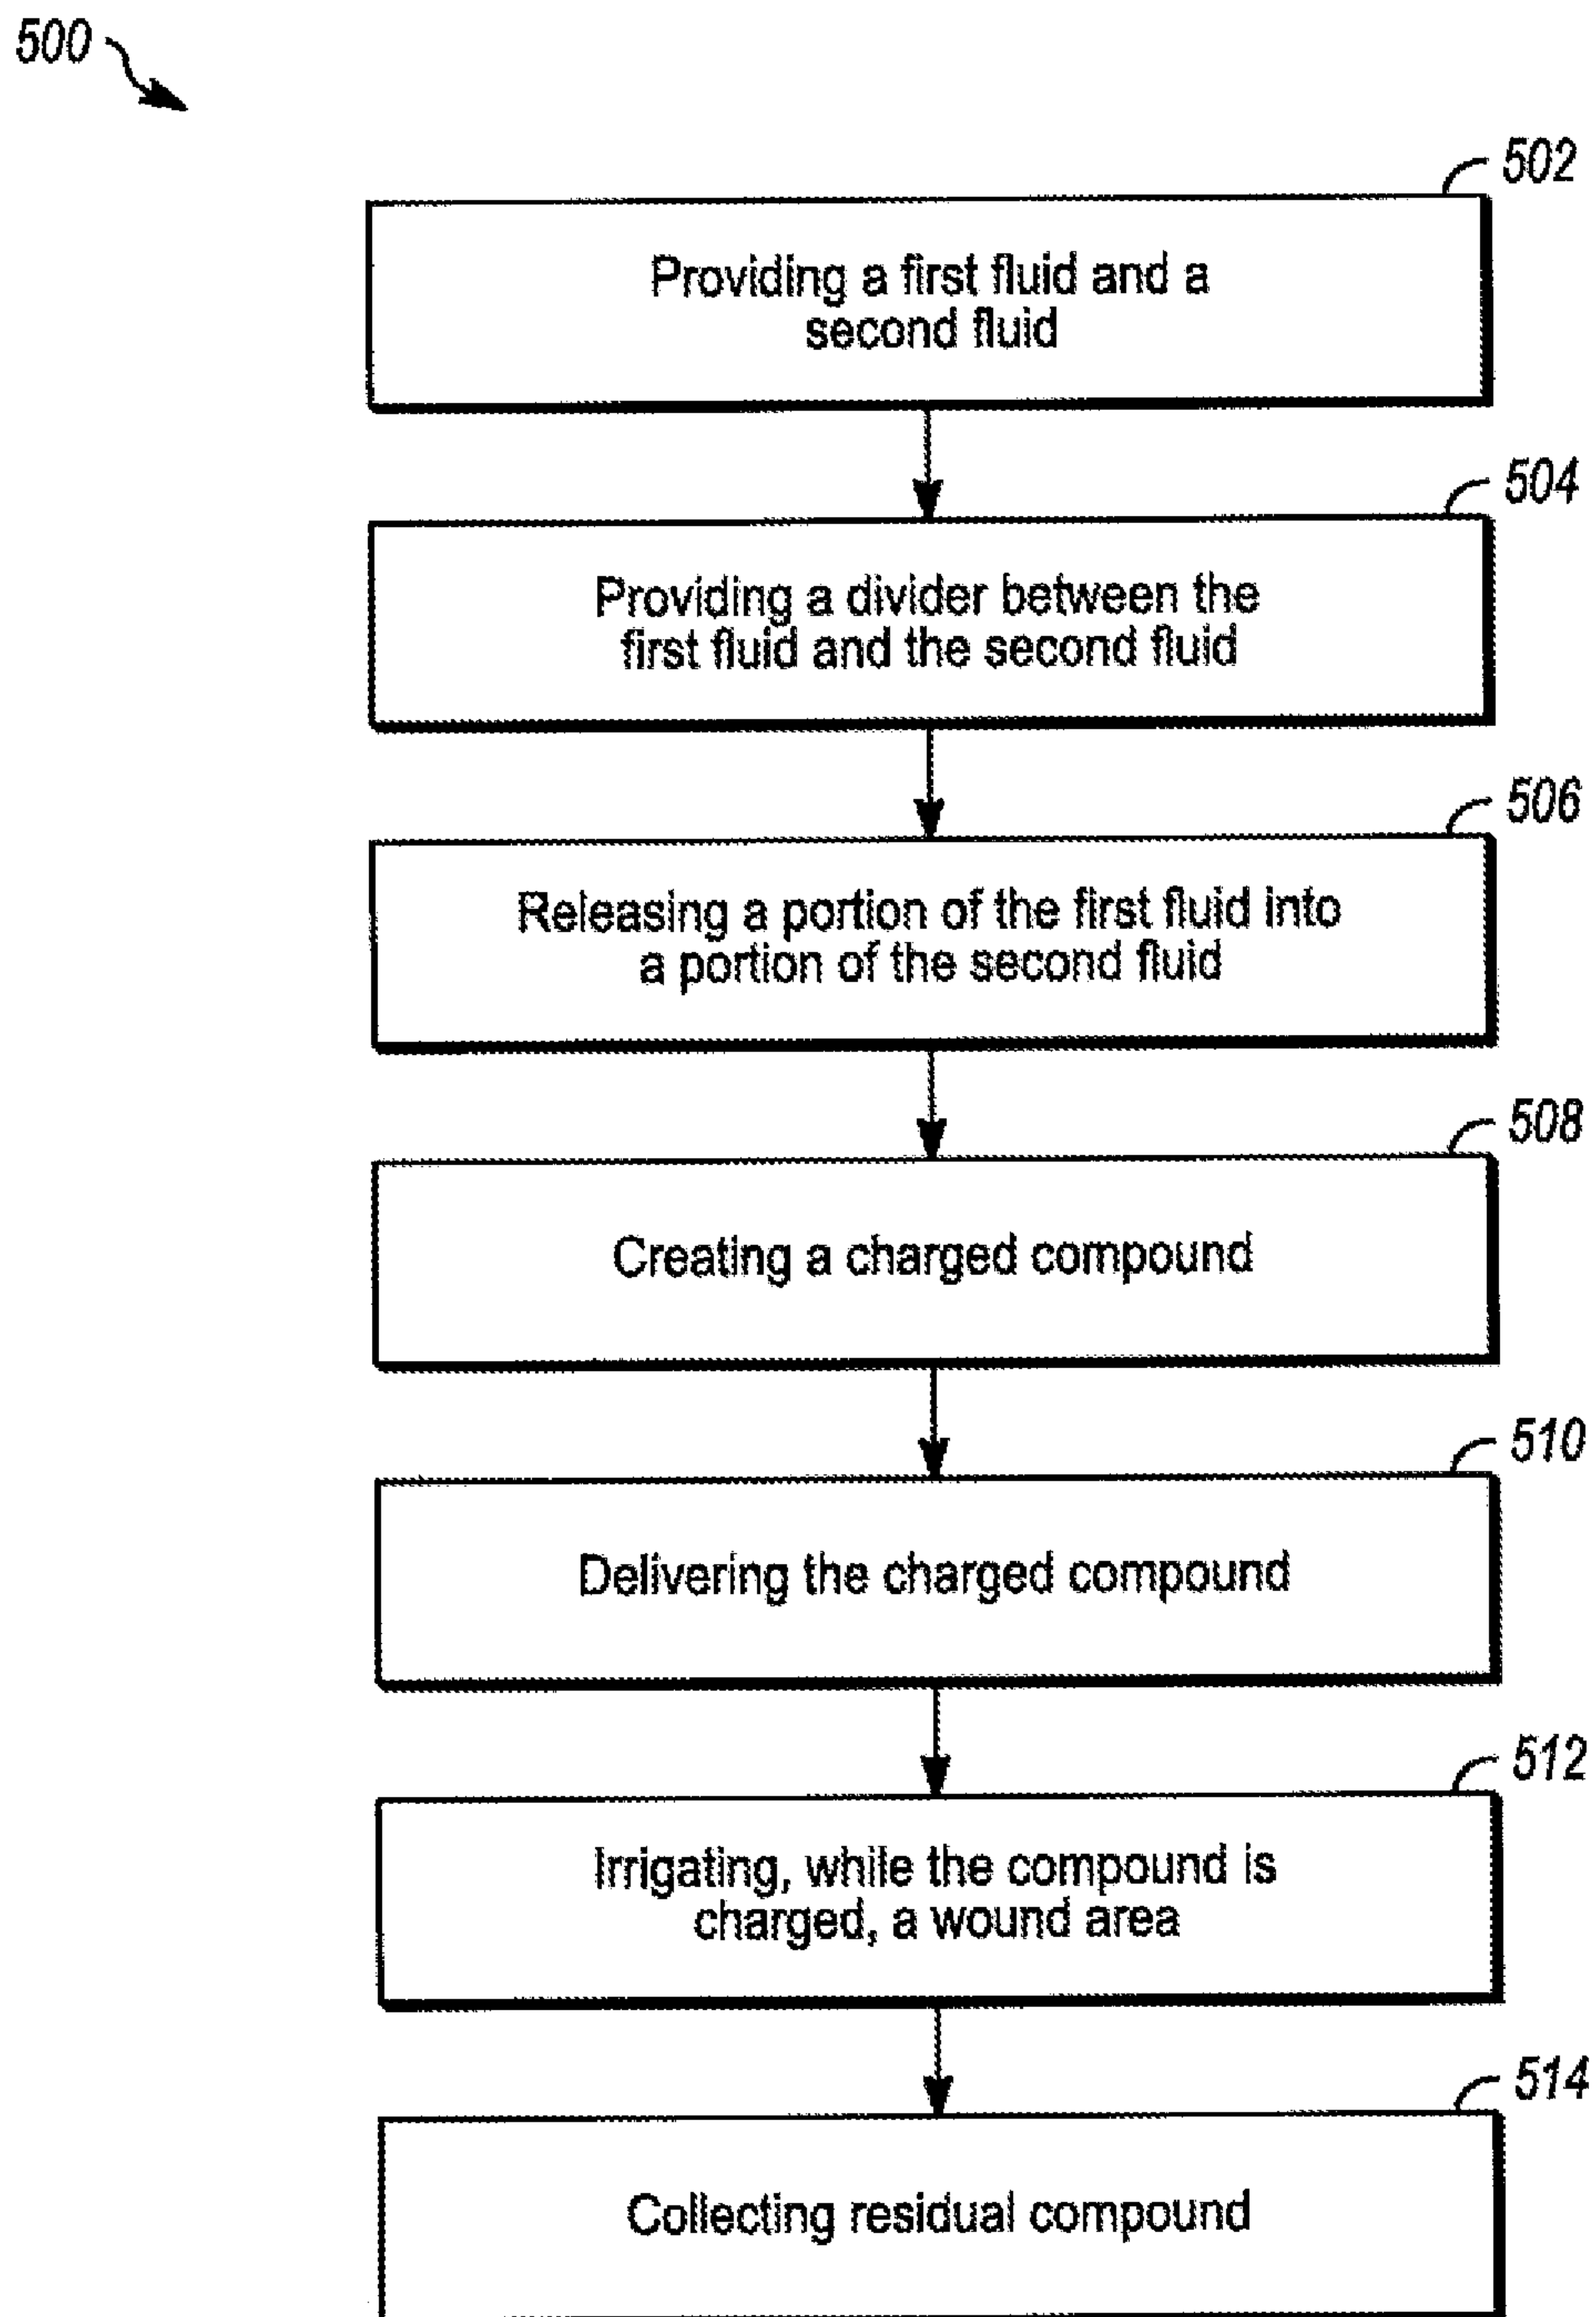 500
502
Providing a first fluid and a
second fluid
504
Providing a divider between the
first fluid and the second fluid
506
Releasing a portion of the first fluid into
a portion of the second fluid
508
Creating a charged compound
510
Delivering the charged compound
512
Irrigating, while the compound is
charged, a wound area
514
Collecting residual compound